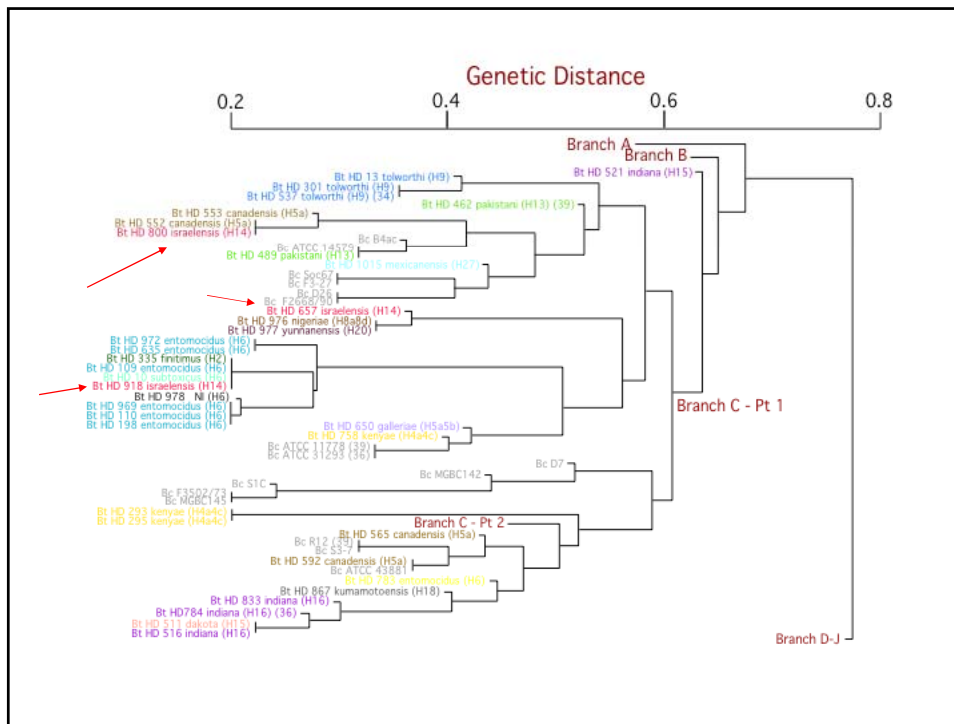 Genetic Distance
0.2 0.4 0.6 0.8
Branch A
Branch B
Bt HD 521 indiana (H15)
Bt HD 13 tolworthi (H9)
Bt HD 301 tolworthi (H9)
Bt HD 537 tolworthi (H9) (34)
Bt HD 462 pakistani (H13) (39)
Bt HD 553 canadensis (H5a)
Bt HD 552 canadensis (H5a)
Bt HD 800 israelensis (H14)
Bc B4ac
Bc ATCC 14579
Bt HD 489 pakistani (H13)
Bt HD 1015 mexicanensis (H27)
Bc Soc67
Bc F3-27
Bc D26
Bc F2668/90
Bt HD 657 israelensis (H14)
Bt HD 976 nigeriae (H8a8d)
Bt HD 977 yunnanensis (H20)
Bt HD 972 entomocidus (H6)
Bt HD 635 entomocidus (H6)
Bt HD 335 finitimus (H2)
Bt HD 109 entomocidus (H6)
Bt HD 10 subtoxicus (H6)
Bt HD 918 israelensis (H14)
Bt HD 978 NI (H6)
Bt HD 969 entomocidus (H6)
Bt HD 110 entomocidus (H6)
Bt HD 198 entomocidus (H6)
Branch C - Pt 1
Bt HD 650 galleriae (H5a5b)
Bt HD 758 kenyae (H4a4c)
Bc ATCC 11778 (39)
Bc ATCC 31293 (36)
Bc D7
Bc MGBC142
Bc S1C
Bc F3502/73
Bc MGBC145
Bt HD 293 kenyae (H4a4c)
Bt HD 295 kenyae (H4a4c)
Branch C - Pt 2
Bt HD 565 canadensis (H5a)
Bc R12 (39)
Bc S3-7
Bt HD 592 canadensis (H5a)
Bc ATCC 43881
Bt HD 783 entomocidus (H6)
Bt HD 867 kumamotoensis (H18)
Bt HD 833 indiana (H16)
Bt HD784 indiana (H16) (36)
Bt HD 511 dakota (H15)
Bt HD 516 indiana (H16)
Branch D-J